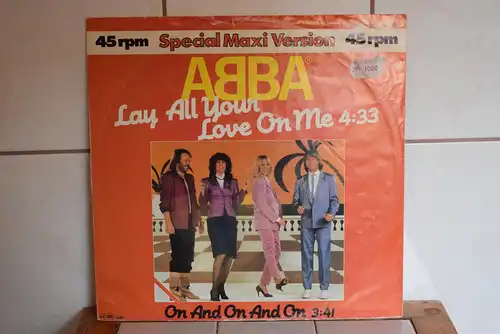 45 rpm Special Maxi Version 45 rpm
ABBA
Lay All Your
Love On Me 4:33
On And On And On 3:41